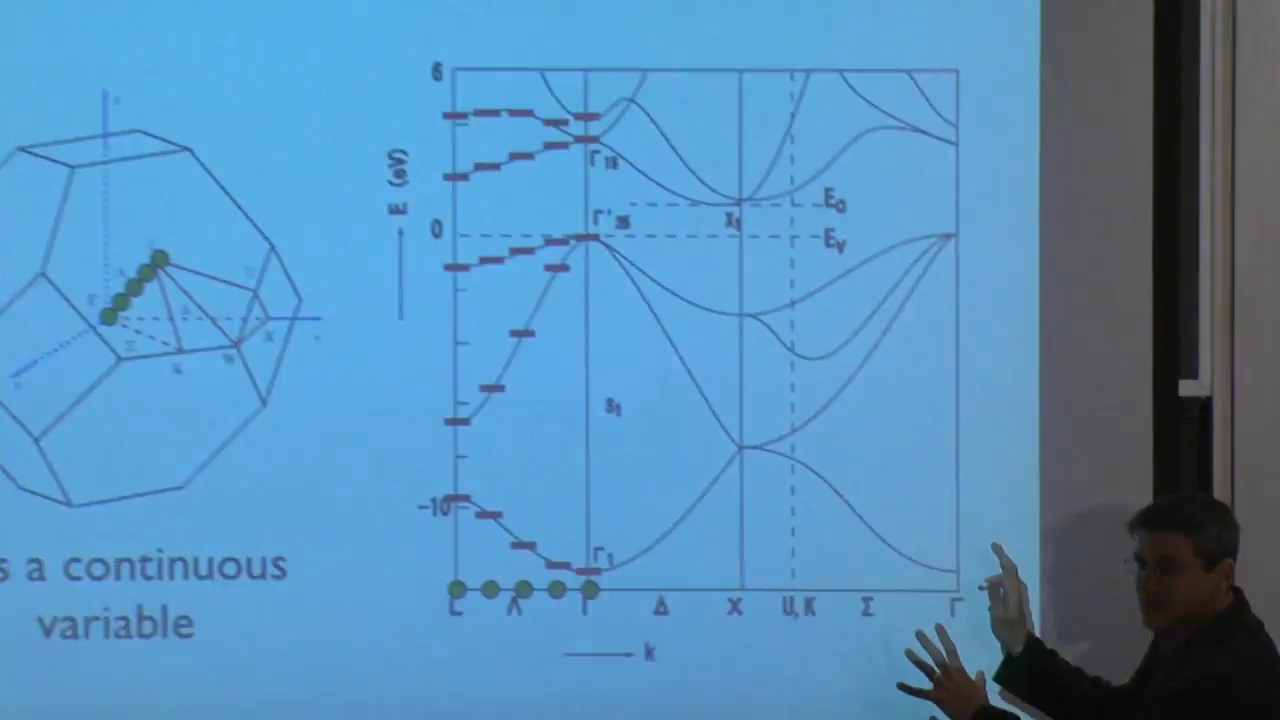 s a continuous
variable
6
E (eV)
0
-10
Γ15
Γ'25
X1
EC
EV
S1
Γ1
L Λ Γ Δ X U,K Σ Γ
k
K
W
X
Σ